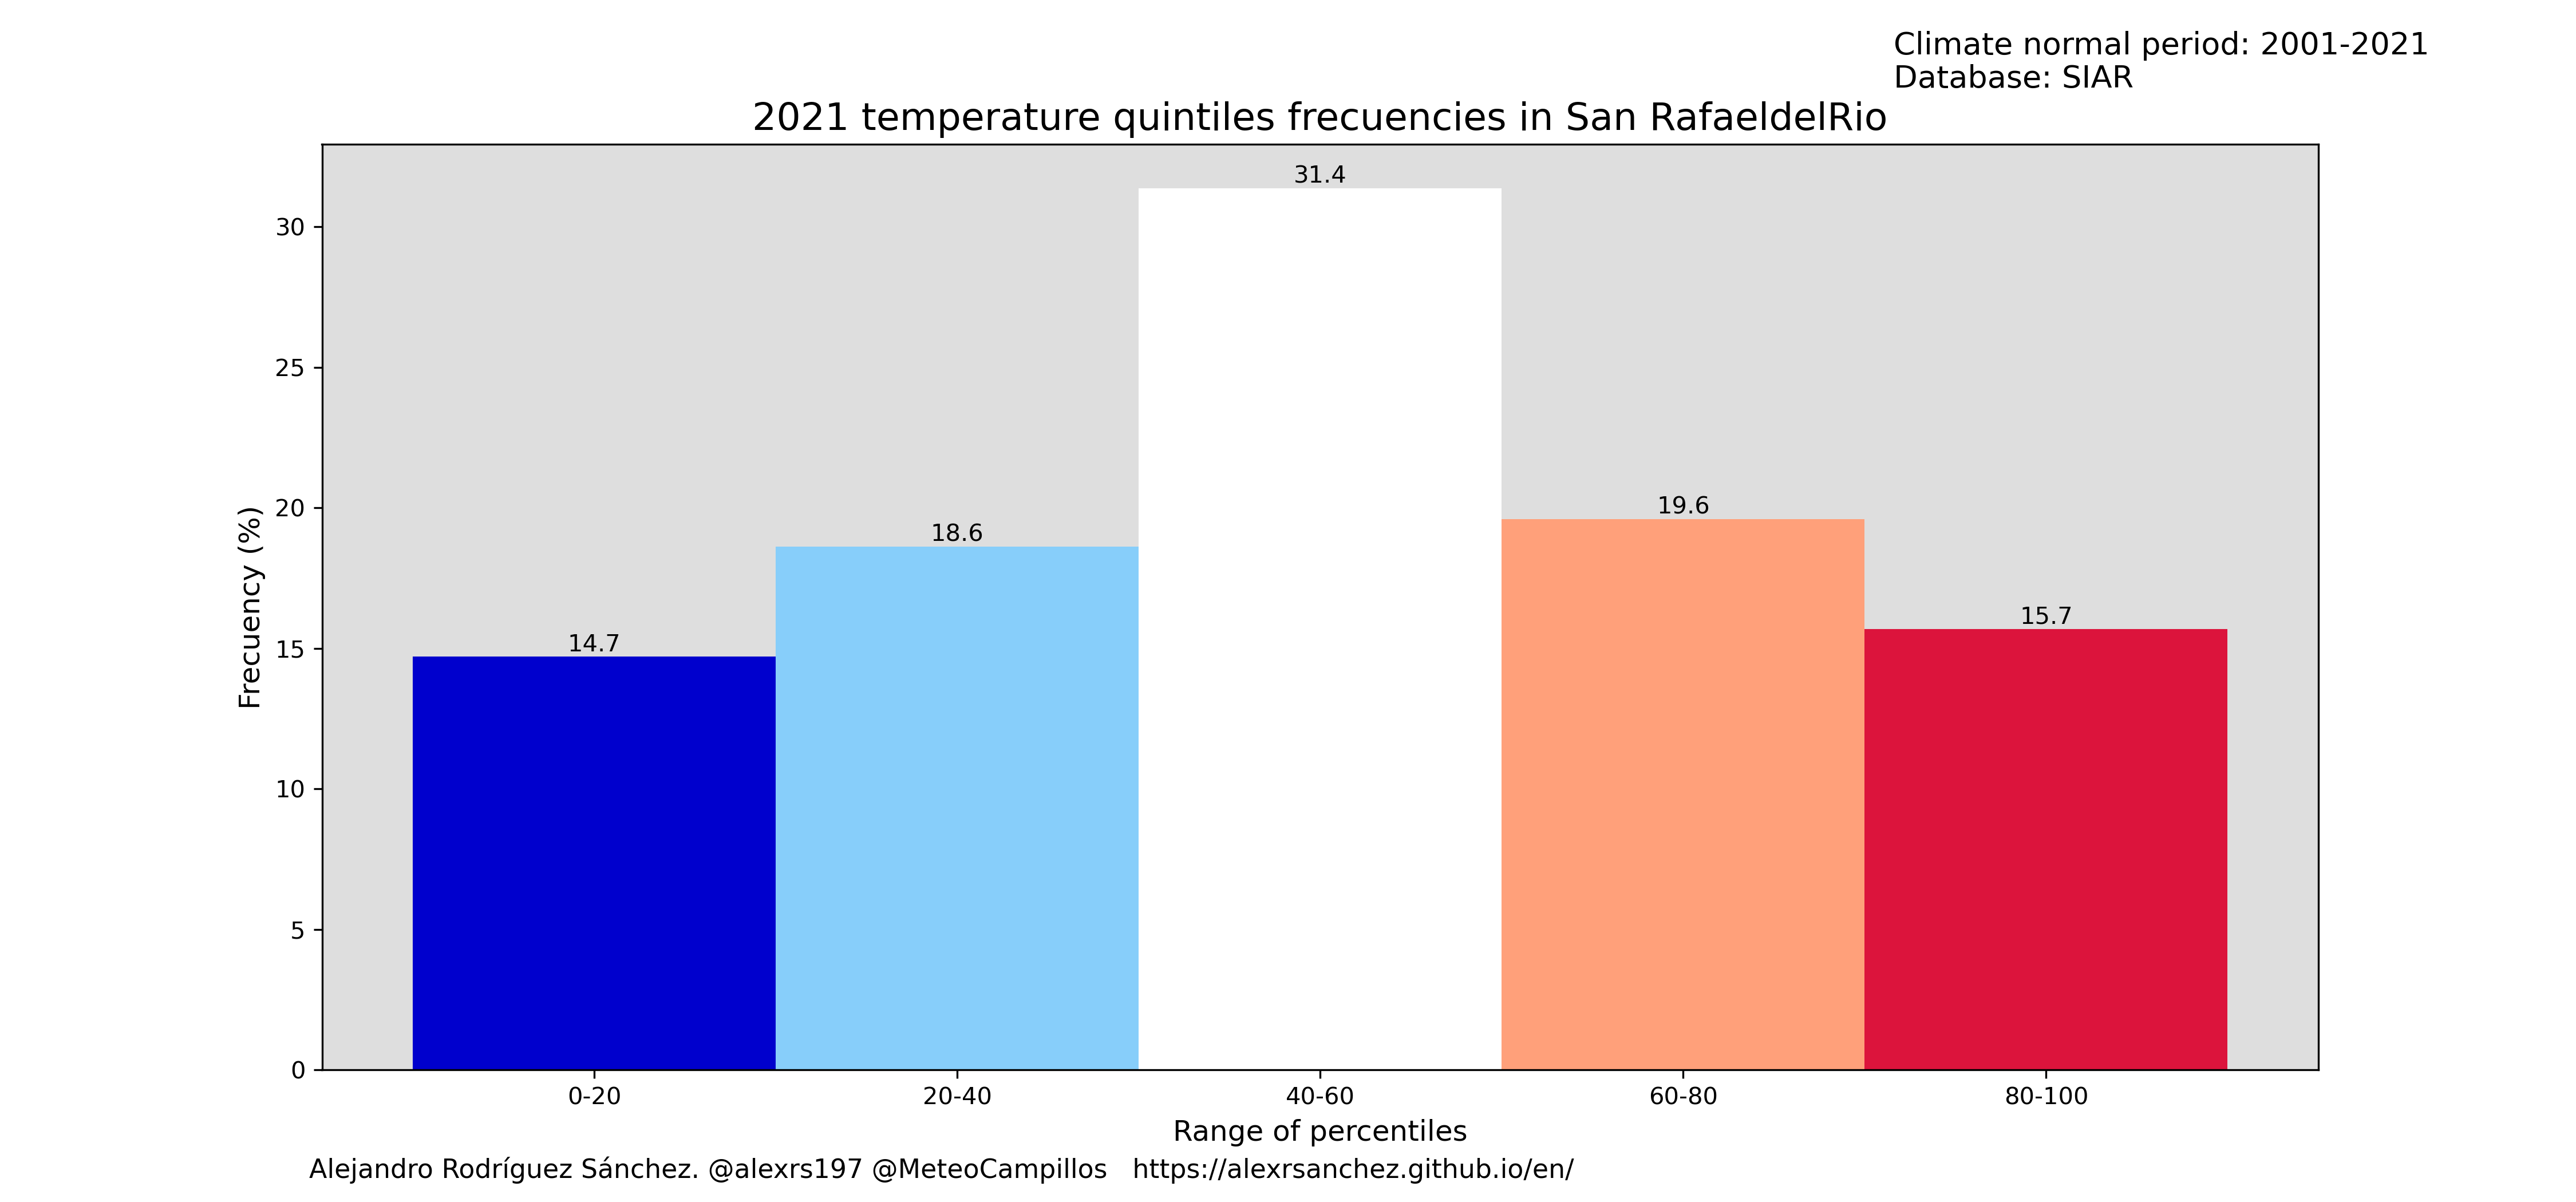 Climate normal period: 2001-2021
Database: SIAR
2021 temperature quintiles frecuencies in San RafaeldelRio
31.4
30
25
19.6
20
18.6
15.7
14.7
15
10
5
0
Frecuency (%)
0-20 20-40 40-60 60-80 80-100
Range of percentiles
Alejandro Rodríguez Sánchez. @alexrs197 @MeteoCampillos https://alexrsanchez.github.io/en/